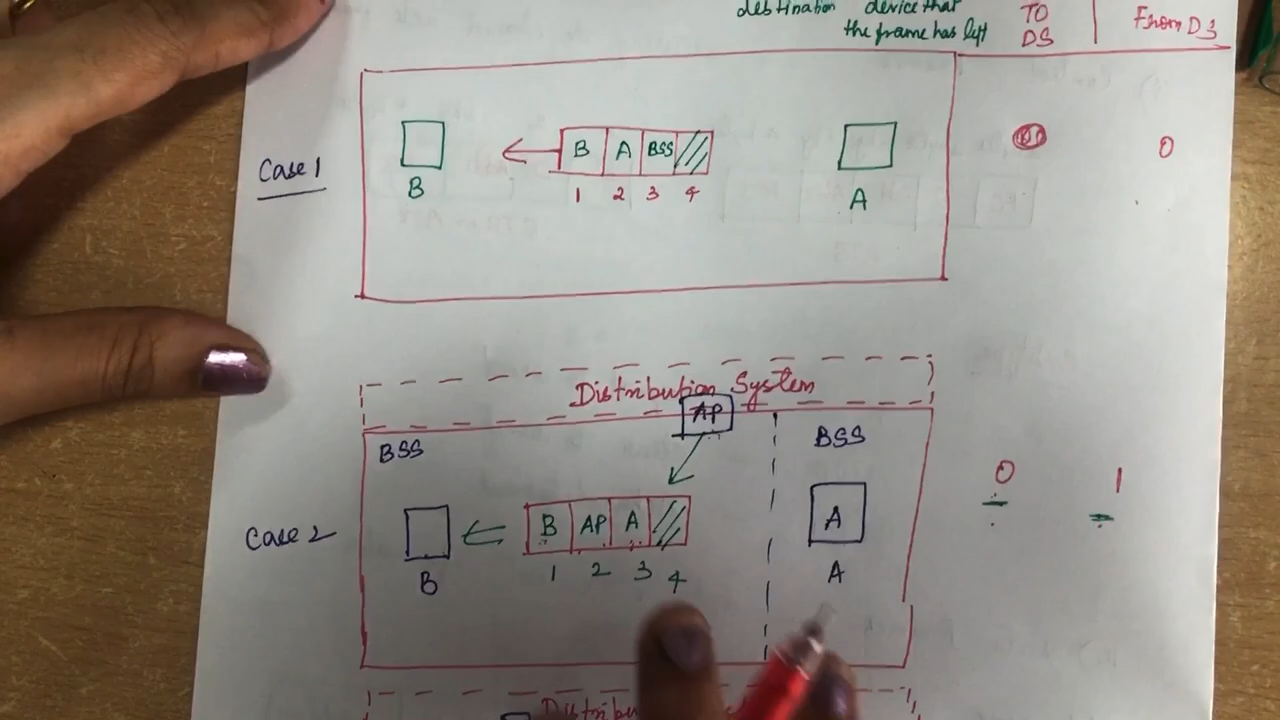 destination device that
the frame has left
TO
DS
From DS
0
Case 1
B A BSS
1 2 3 4
B
A
Distribution System
AP
BSS
BSS
0 1
Case 2
B AP A
A
1 2 3 4
B
A